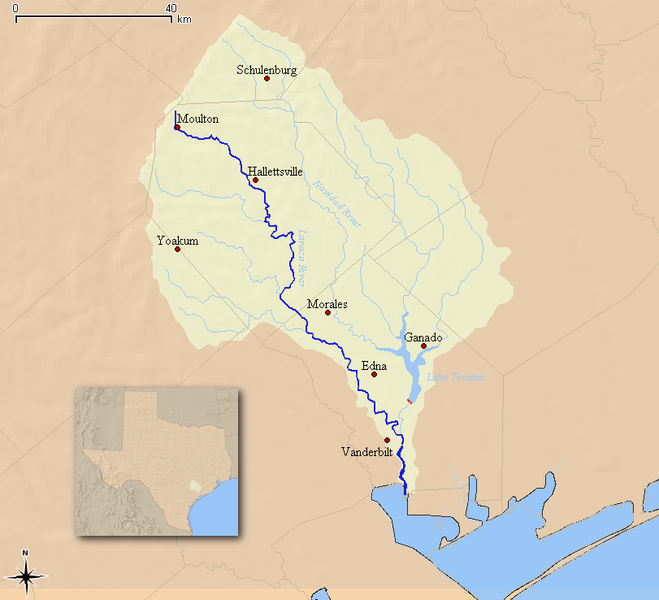 0 40
km
Schulenburg
Moulton
Hallettsville
Navidad River
Yoakum
Lavaca River
Morales
Ganado
Edna
Lake Texana
Vanderbilt
N